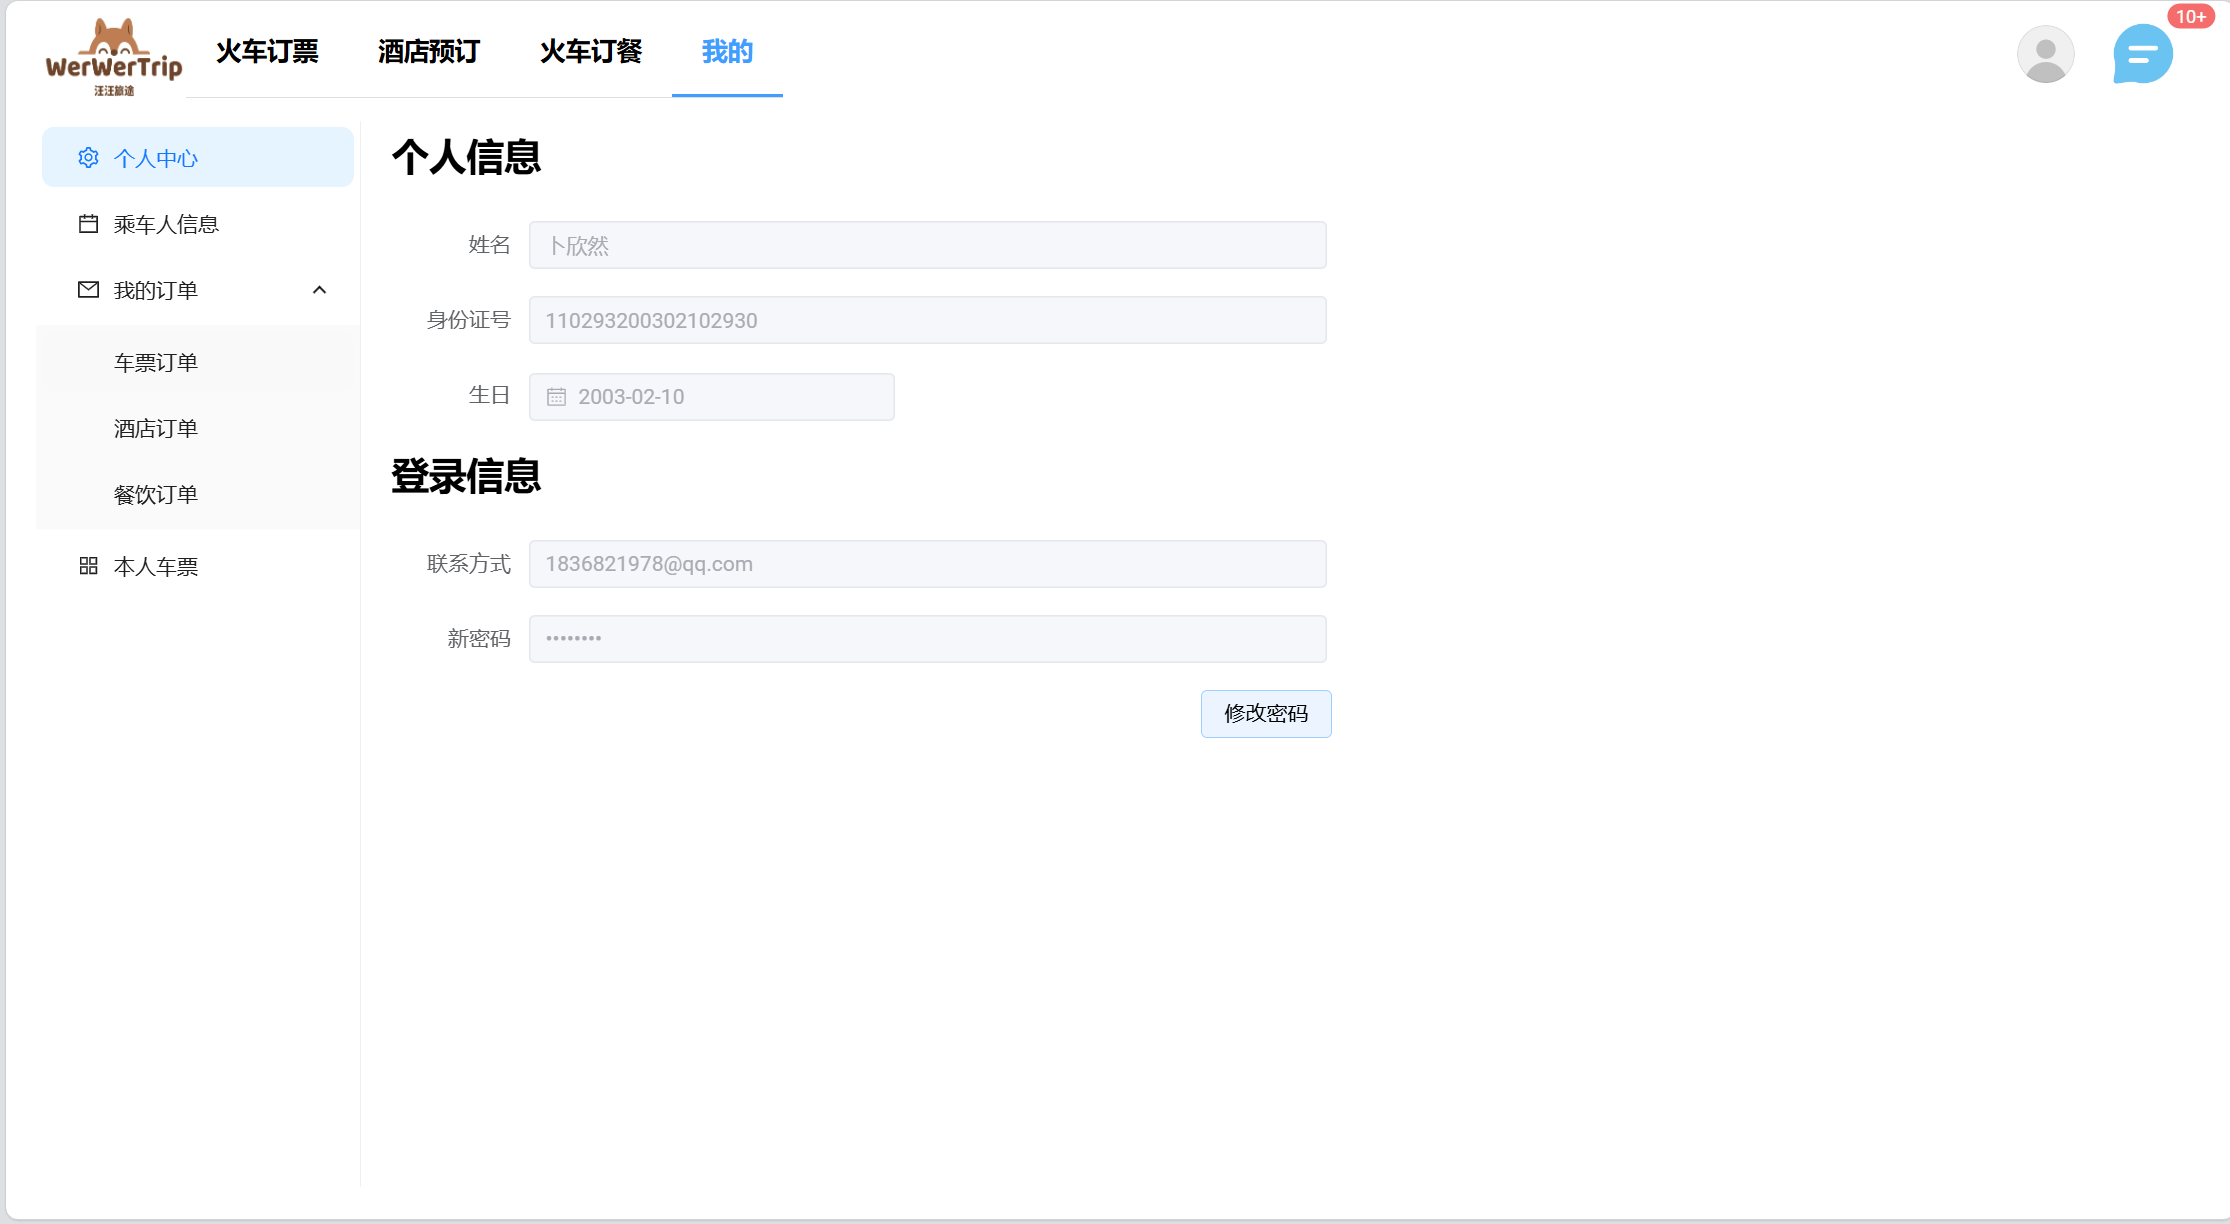 WerWerTrip
汪汪旅途
火车订票 酒店预订 火车订餐 我的
10+
个人中心
乘车人信息
我的订单
车票订单
酒店订单
餐饮订单
本人车票
个人信息
姓名 卜欣然
身份证号 110293200302102930
生日 2003-02-10
登录信息
联系方式 1836821978@qq.com
新密码 ••••••••
修改密码